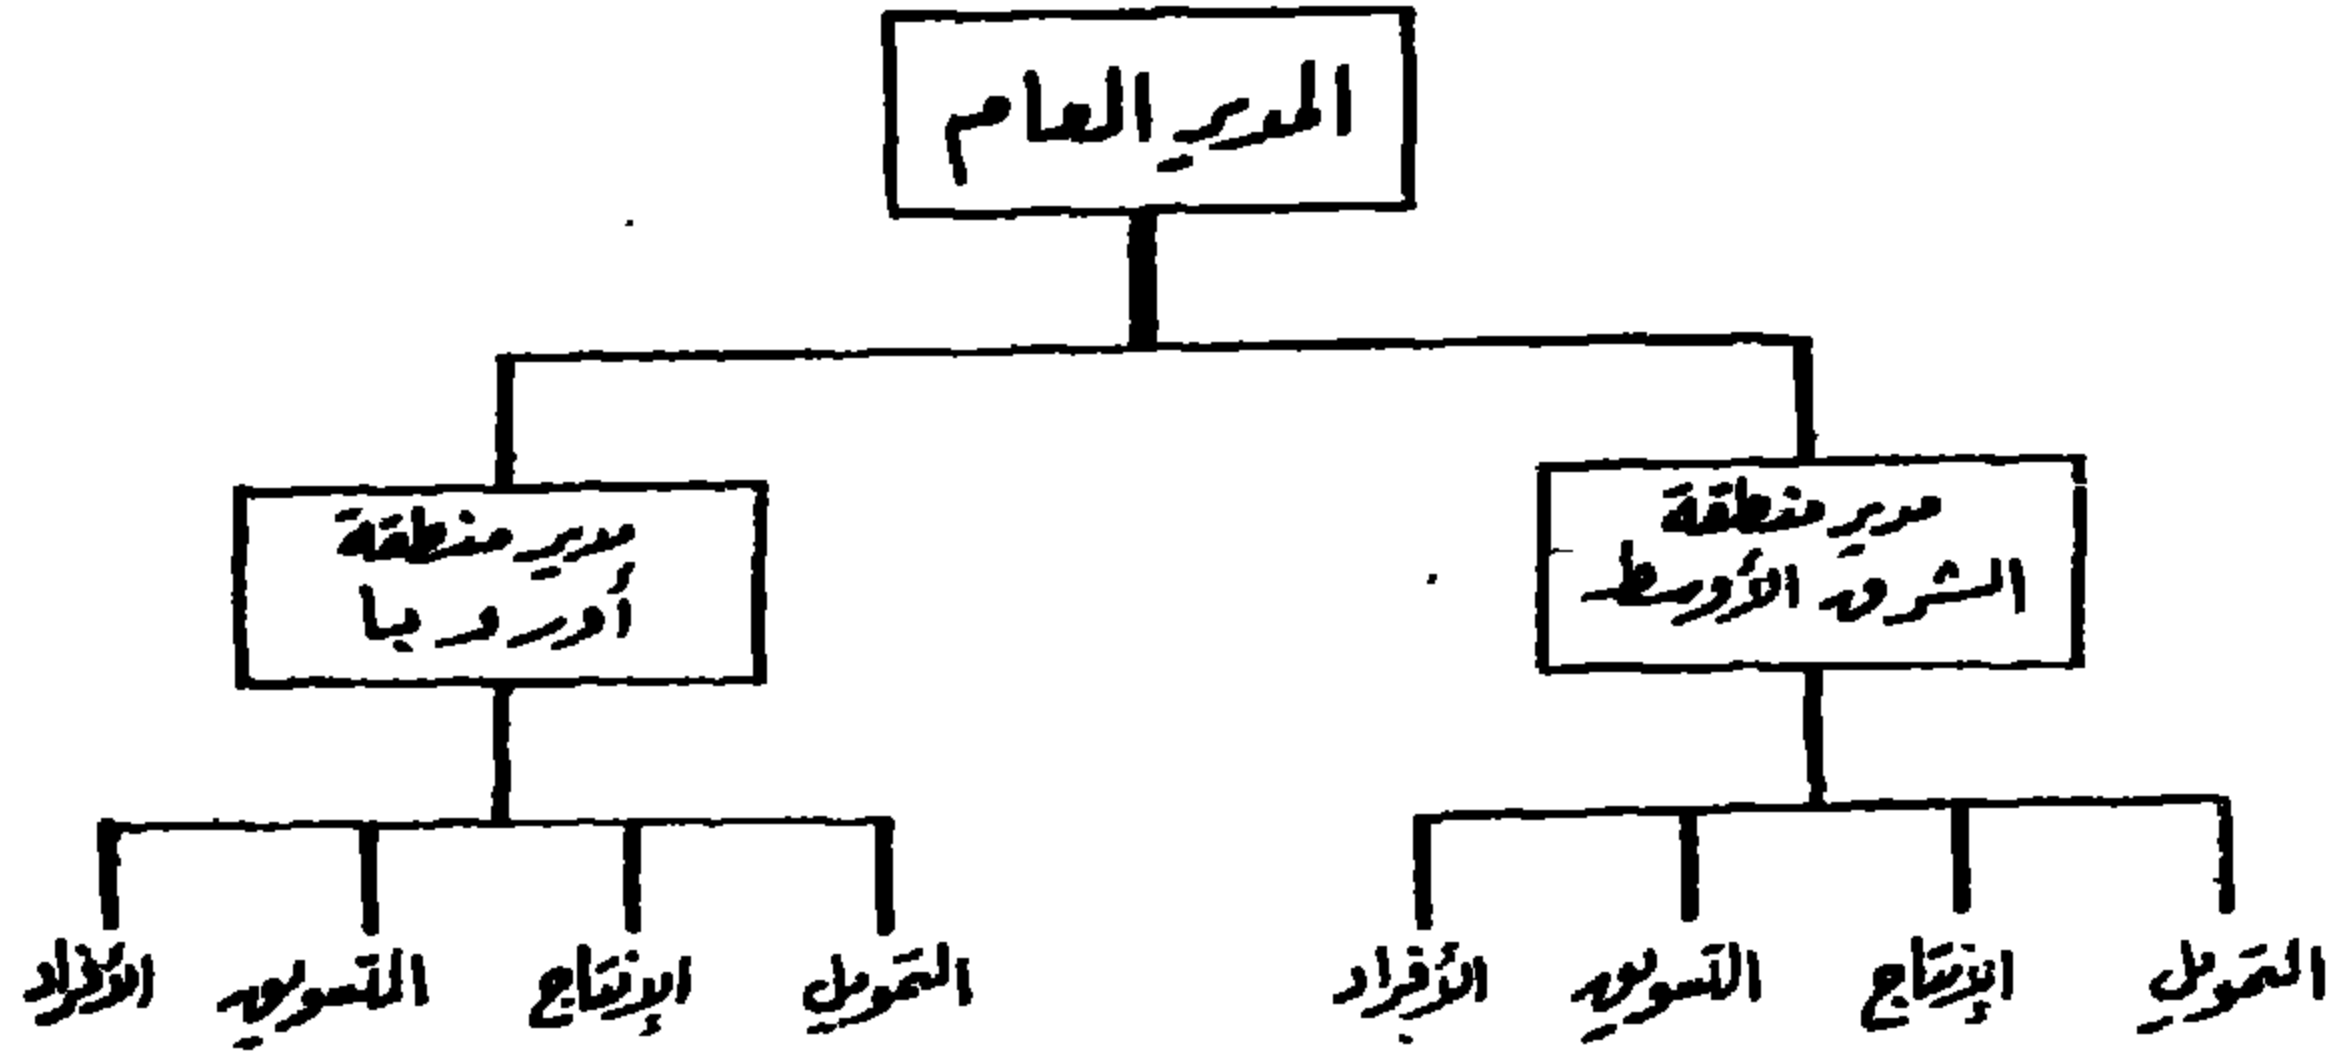 المدير العام
مدير منطقة
الشرق الأوسط
مدير منطقة
أوروبا
التمويل
الإنتاج
التسويق
الأفراد
التمويل
الإنتاج
التسويق
الأفراد